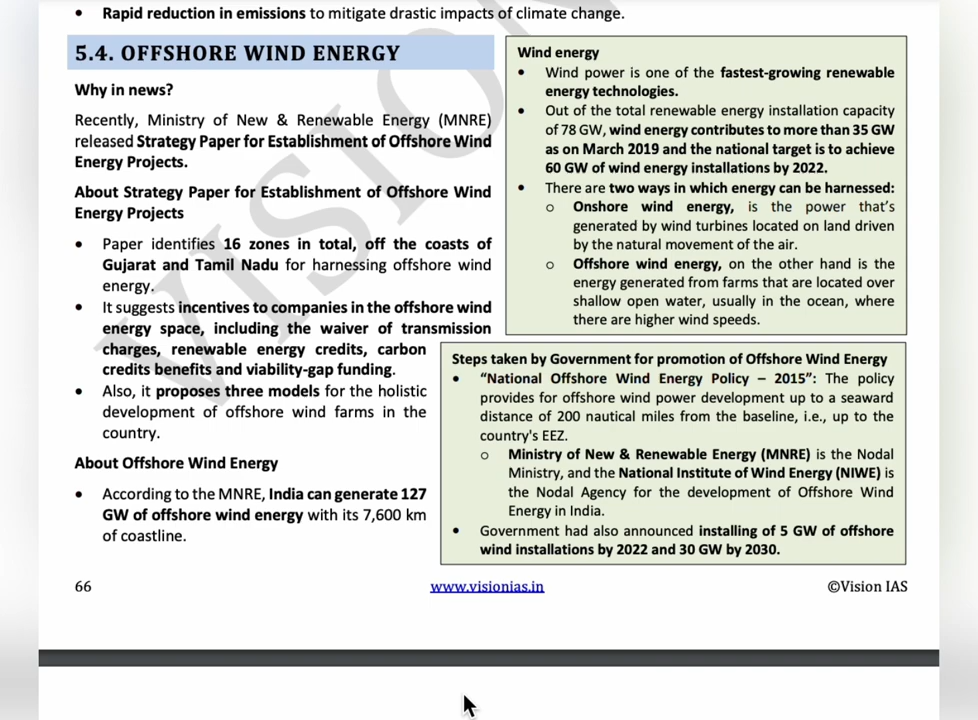 • Rapid reduction in emissions to mitigate drastic impacts of climate change.
5.4. OFFSHORE WIND ENERGY
Why in news?
Recently, Ministry of New & Renewable Energy (MNRE)
released Strategy Paper for Establishment of Offshore Wind
Energy Projects.
About Strategy Paper for Establishment of Offshore Wind
Energy Projects
• Paper identifies 16 zones in total, off the coasts of
Gujarat and Tamil Nadu for harnessing offshore wind
energy.
• It suggests incentives to companies in the offshore wind
energy space, including the waiver of transmission
charges, renewable energy credits, carbon
credits benefits and viability-gap funding.
• Also, it proposes three models for the holistic
development of offshore wind farms in the
country.
About Offshore Wind Energy
• According to the MNRE, India can generate 127
GW of offshore wind energy with its 7,600 km
of coastline.
Wind energy
• Wind power is one of the fastest-growing renewable
energy technologies.
• Out of the total renewable energy installation capacity
of 78 GW, wind energy contributes to more than 35 GW
as on March 2019 and the national target is to achieve
60 GW of wind energy installations by 2022.
• There are two ways in which energy can be harnessed:
o Onshore wind energy, is the power that's
generated by wind turbines located on land driven
by the natural movement of the air.
o Offshore wind energy, on the other hand is the
energy generated from farms that are located over
shallow open water, usually in the ocean, where
there are higher wind speeds.
Steps taken by Government for promotion of Offshore Wind Energy
• “National Offshore Wind Energy Policy – 2015”: The policy
provides for offshore wind power development up to a seaward
distance of 200 nautical miles from the baseline, i.e., up to the
country's EEZ.
o Ministry of New & Renewable Energy (MNRE) is the Nodal
Ministry, and the National Institute of Wind Energy (NIWE) is
the Nodal Agency for the development of Offshore Wind
Energy in India.
• Government had also announced installing of 5 GW of offshore
wind installations by 2022 and 30 GW by 2030.
66
www.visionias.in
©Vision IAS
VISION